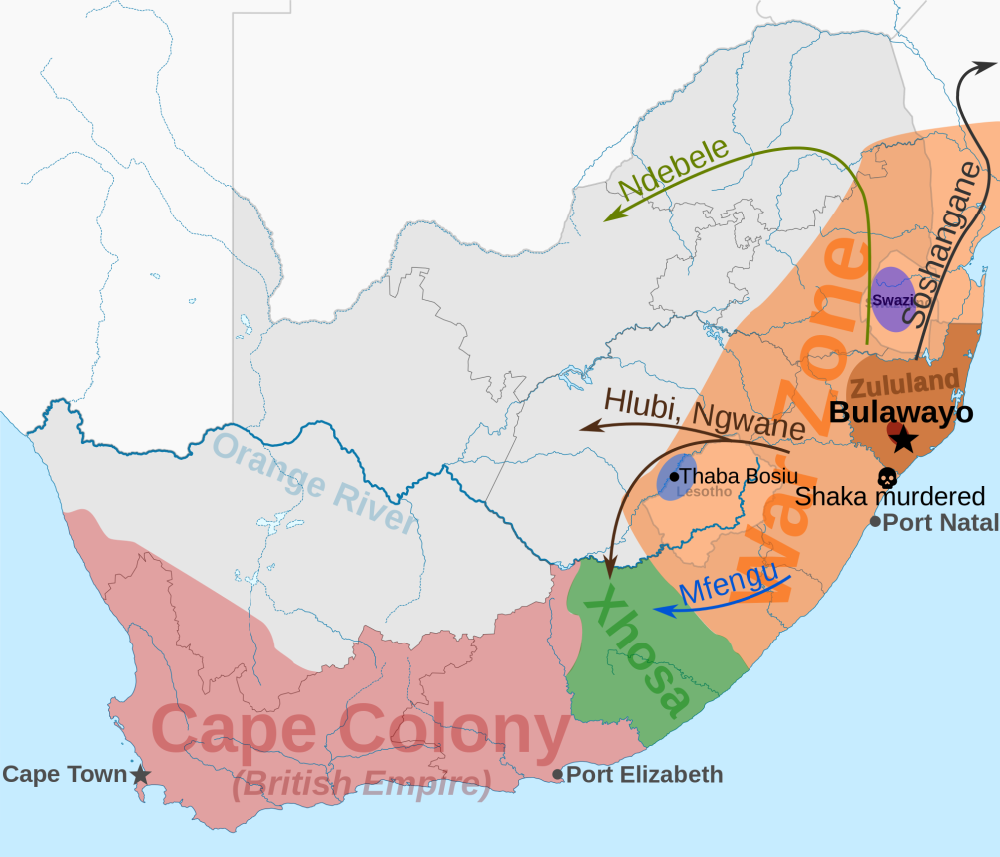 Ndebele
Soshangane
Swazi
War Zone
Zululand
Bulawayo
Hlubi, Ngwane
Orange River
Thaba Bosiu
Lesotho
Shaka murdered
Port Natal
Mfengu
Xhosa
Cape Colony
(British Empire)
Cape Town
Port Elizabeth